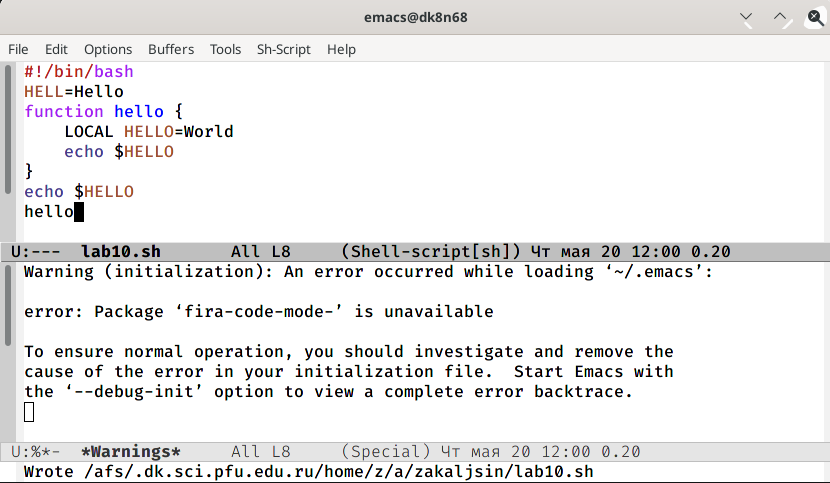 emacs@dk8n68
File Edit Options Buffers Tools Sh-Script Help
#!/bin/bash
HELL=Hello
function hello {
    LOCAL HELLO=World
    echo $HELLO
}
echo $HELLO
hello
U:--- lab10.sh All L8 (Shell-script[sh]) Чт мая 20 12:00 0.20
Warning (initialization): An error occurred while loading ‘~/.emacs’:
error: Package ‘fira-code-mode-’ is unavailable
To ensure normal operation, you should investigate and remove the
cause of the error in your initialization file.  Start Emacs with
the ‘--debug-init’ option to view a complete error backtrace.
U:%*- *Warnings* All L8 (Special) Чт мая 20 12:00 0.20
Wrote /afs/.dk.sci.pfu.edu.ru/home/z/a/zakaljsin/lab10.sh